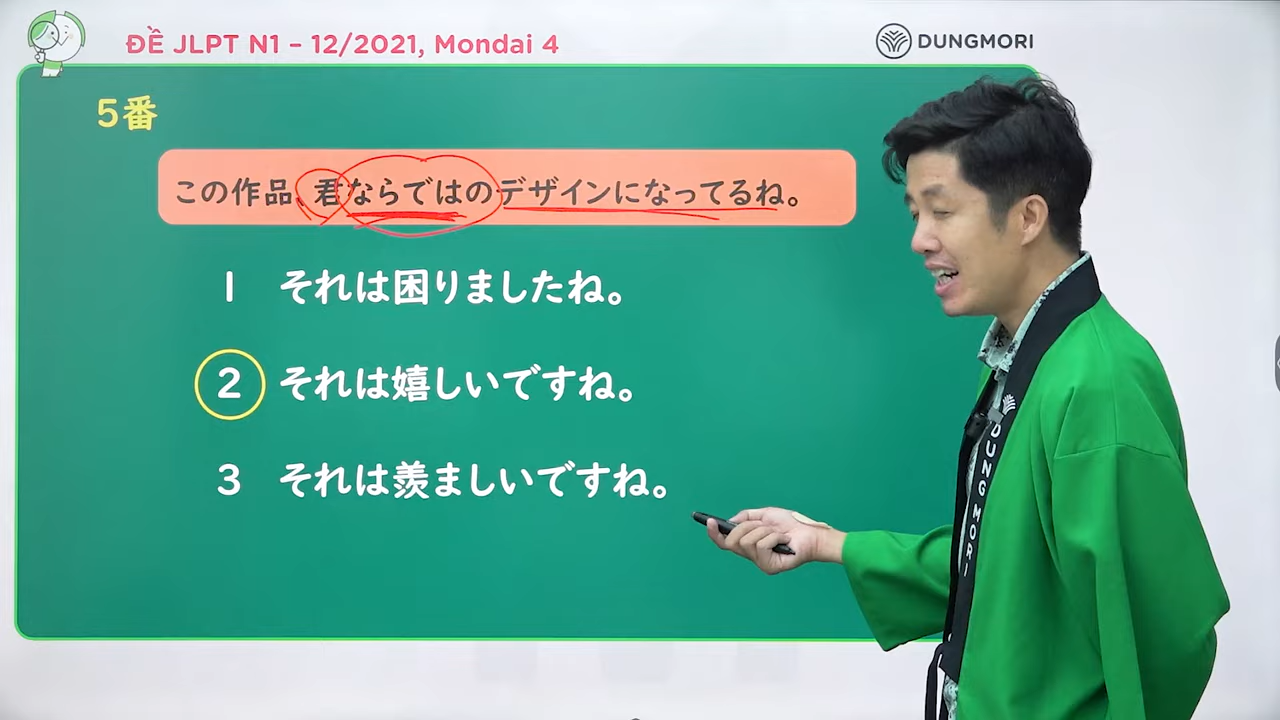 ĐỀ JLPT N1 – 12/2021, Mondai 4
DUNGMORI
5番
この作品、君ならではのデザインになってるね。
1 それは困りましたね。
2 それは嬉しいですね。
3 それは羨ましいですね。
DUNG MORI